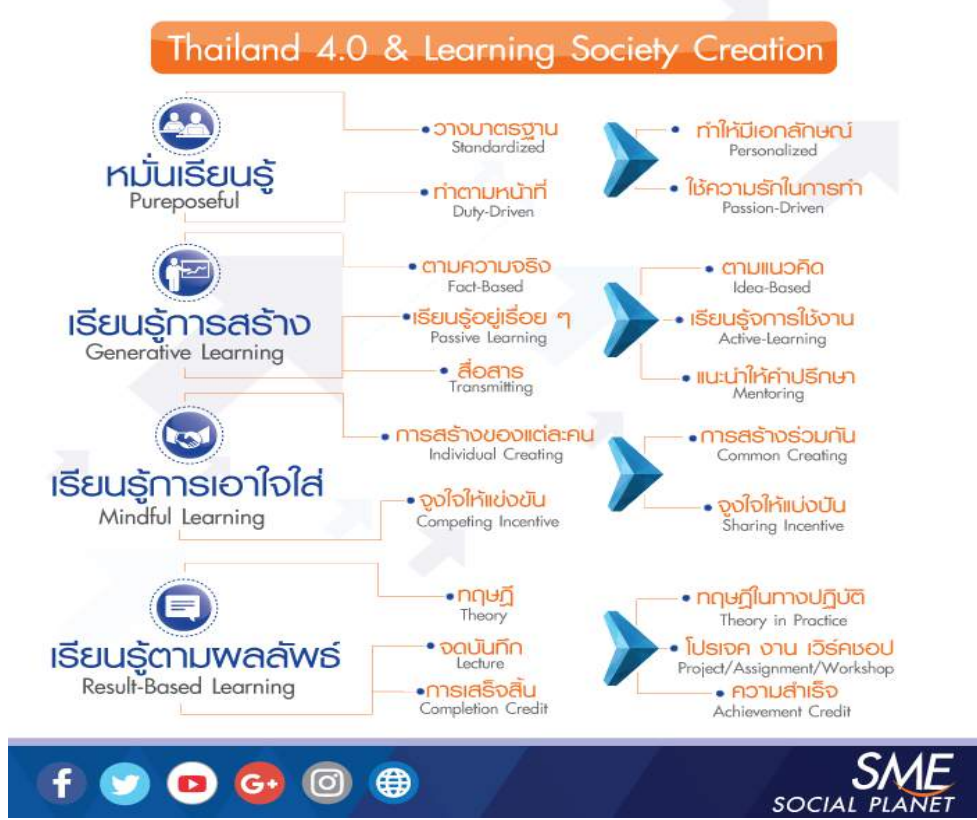 Thailand 4.0 & Learning Society Creation
หมั่นเรียนรู้
Pureposeful
• วางมาตรฐาน
Standardized
• ทำตามหน้าที่
Duty-Driven
• ทำให้มีเอกลักษณ์
Personalized
• ใช้ความรักในการทำ
Passion-Driven
เรียนรู้การสร้าง
Generative Learning
• ตามความจริง
Fact-Based
•เรียนรู้อยู่เรื่อย ๆ
Passive Learning
• สื่อสาร
Transmitting
• ตามแนวคิด
Idea-Based
• เรียนรู้จการใช้งาน
Active-Learning
• แนะนำให้คำปรึกษา
Mentoring
เรียนรู้การเอาใจใส่
Mindful Learning
• การสร้างของแต่ละคน
Individual Creating
• จูงใจให้แข่งขัน
Competing Incentive
• การสร้างร่วมกัน
Common Creating
• จูงใจให้แบ่งปัน
Sharing Incentive
เรียนรู้ตามผลลัพธ์
Result-Based Learning
• ทฤษฎี
Theory
• จดบันทึก
Lecture
•การเสร็จสิ้น
Completion Credit
• ทฤษฎีในทางปฏิบัติ
Theory in Practice
• โปรเจค งาน เวิร์คชอป
Project/Assignment/Workshop
• ความสำเร็จ
Achievement Credit
SME
SOCIAL PLANET